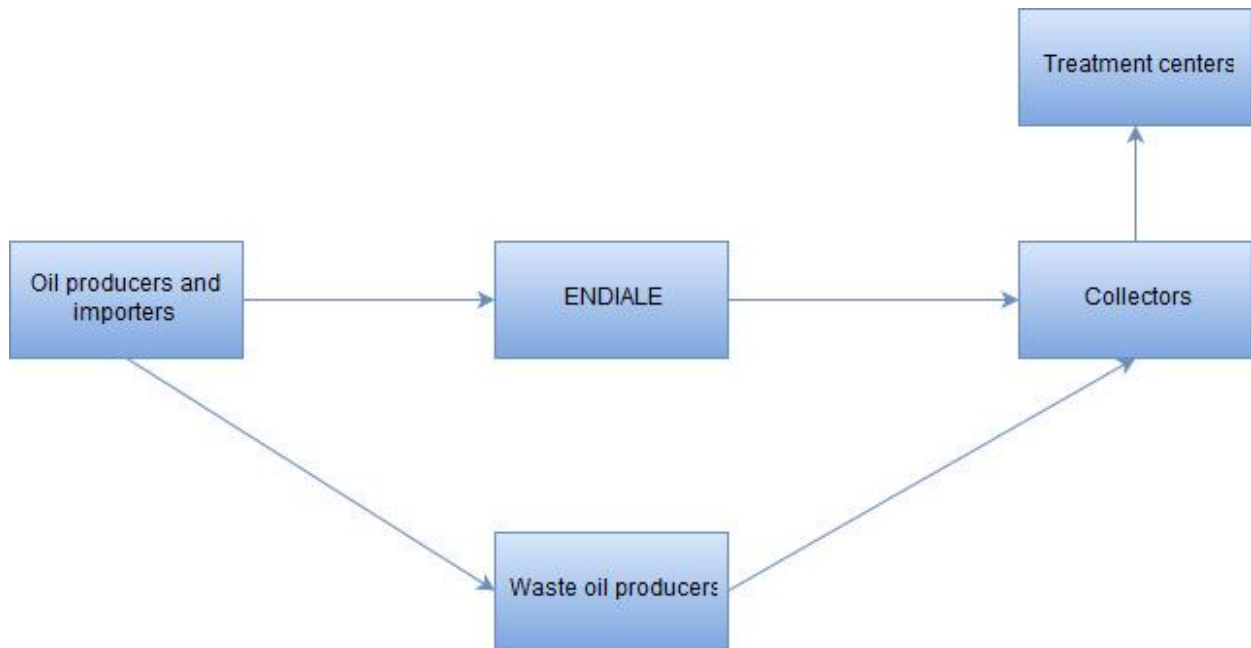 Treatment centers
Oil producers and
importers
ENDIALE
Collectors
Waste oil producers